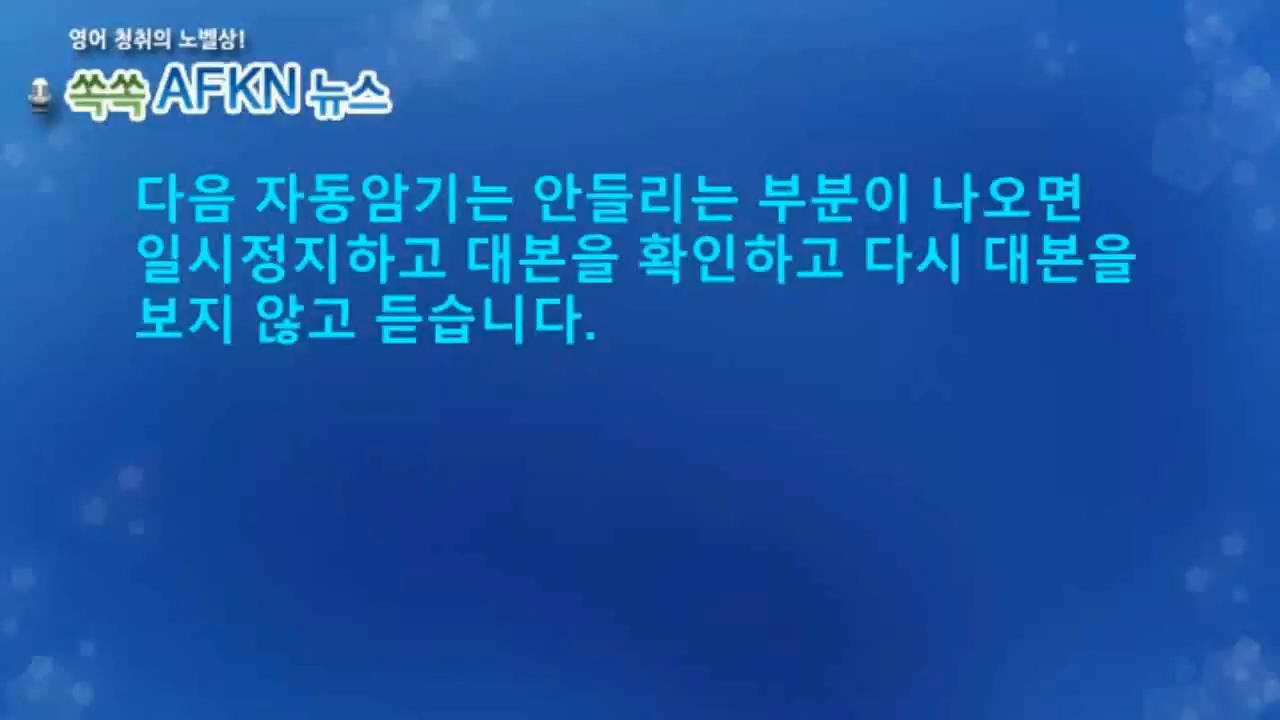 영어 청취의 노벨상!
쏙쏙 AFKN 뉴스
다음 자동암기는 안들리는 부분이 나오면
일시정지하고 대본을 확인하고 다시 대본을
보지 않고 듣습니다.